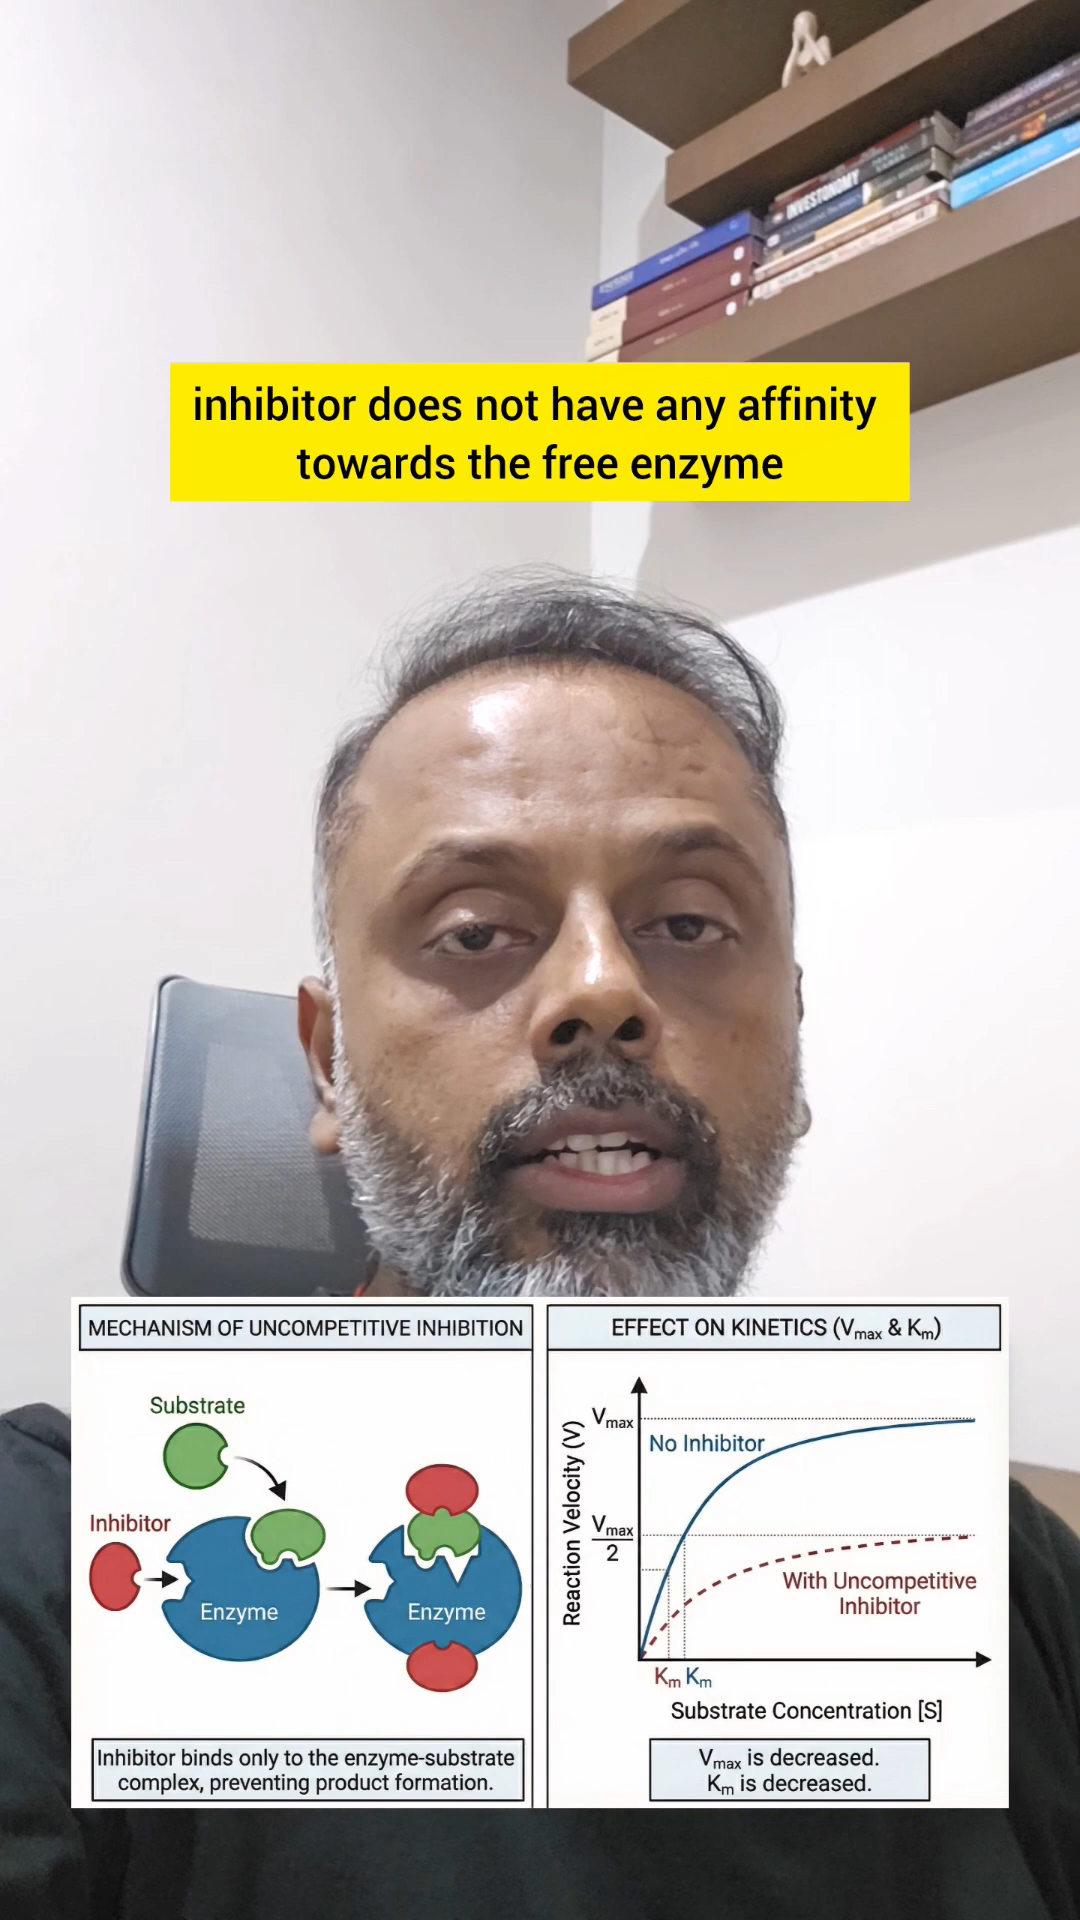 INVESTONOMY
inhibitor does not have any affinity
towards the free enzyme
MECHANISM OF UNCOMPETITIVE INHIBITION
Substrate
Inhibitor
Enzyme
Enzyme
Inhibitor binds only to the enzyme-substrate
complex, preventing product formation.
EFFECT ON KINETICS (Vmax & Km)
Reaction Velocity (V)
Vmax
No Inhibitor
Vmax
2
With Uncompetitive
Inhibitor
Km Km
Substrate Concentration [S]
Vmax is decreased.
Km is decreased.